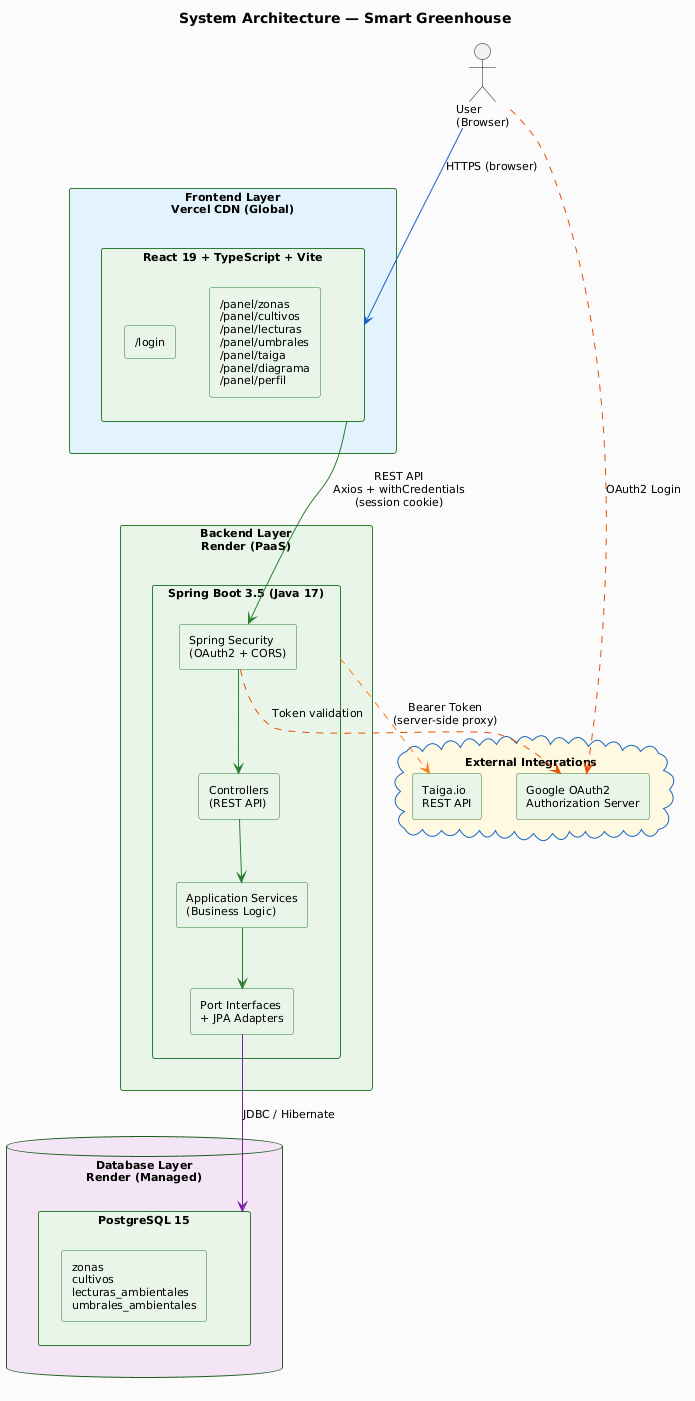 System Architecture — Smart Greenhouse
User
(Browser)
HTTPS (browser)
Frontend Layer
Vercel CDN (Global)
React 19 + TypeScript + Vite
/login
/panel/zonas
/panel/cultivos
/panel/lecturas
/panel/umbrales
/panel/taiga
/panel/diagrama
/panel/perfil
REST API
Axios + withCredentials
(session cookie)
OAuth2 Login
Backend Layer
Render (PaaS)
Spring Boot 3.5 (Java 17)
Spring Security
(OAuth2 + CORS)
Token validation
Bearer Token
(server-side proxy)
External Integrations
Taiga.io
REST API
Google OAuth2
Authorization Server
Controllers
(REST API)
Application Services
(Business Logic)
Port Interfaces
+ JPA Adapters
JDBC / Hibernate
Database Layer
Render (Managed)
PostgreSQL 15
zonas
cultivos
lecturas_ambientales
umbrales_ambientales